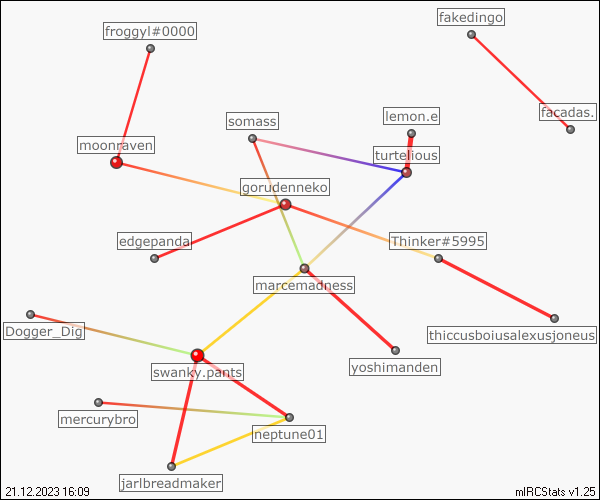 fakedingo
froggyl#0000
facadas.
lemon.e
somass
moonraven
turtelious
gorudenneko
edgepanda
Thinker#5995
marcemadness
Dogger_Dig
thiccusboiusalexusjoneus
yoshimanden
swanky.pants
mercurybro
neptune01
jarlbreadmaker
21.12.2023 16:09
mIRCStats v1.25